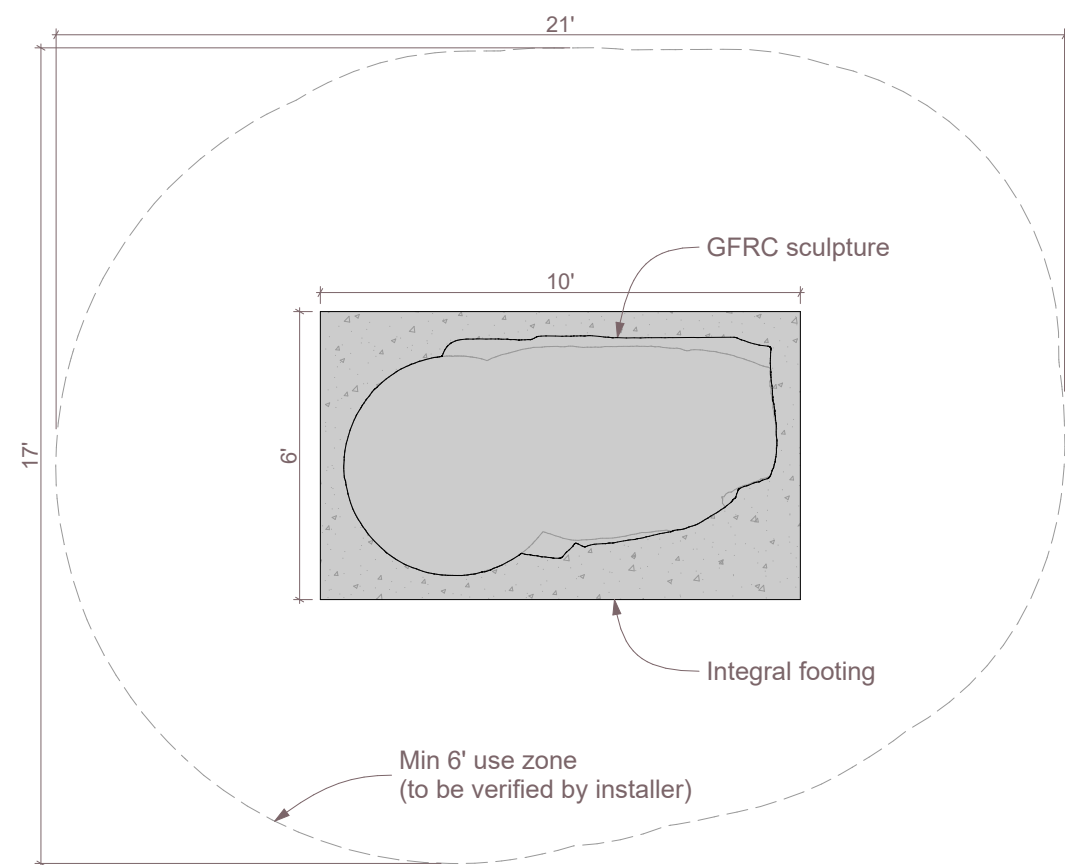 21'
GFRC sculpture
10'
6'
17'
Integral footing
Min 6' use zone
(to be verified by installer)